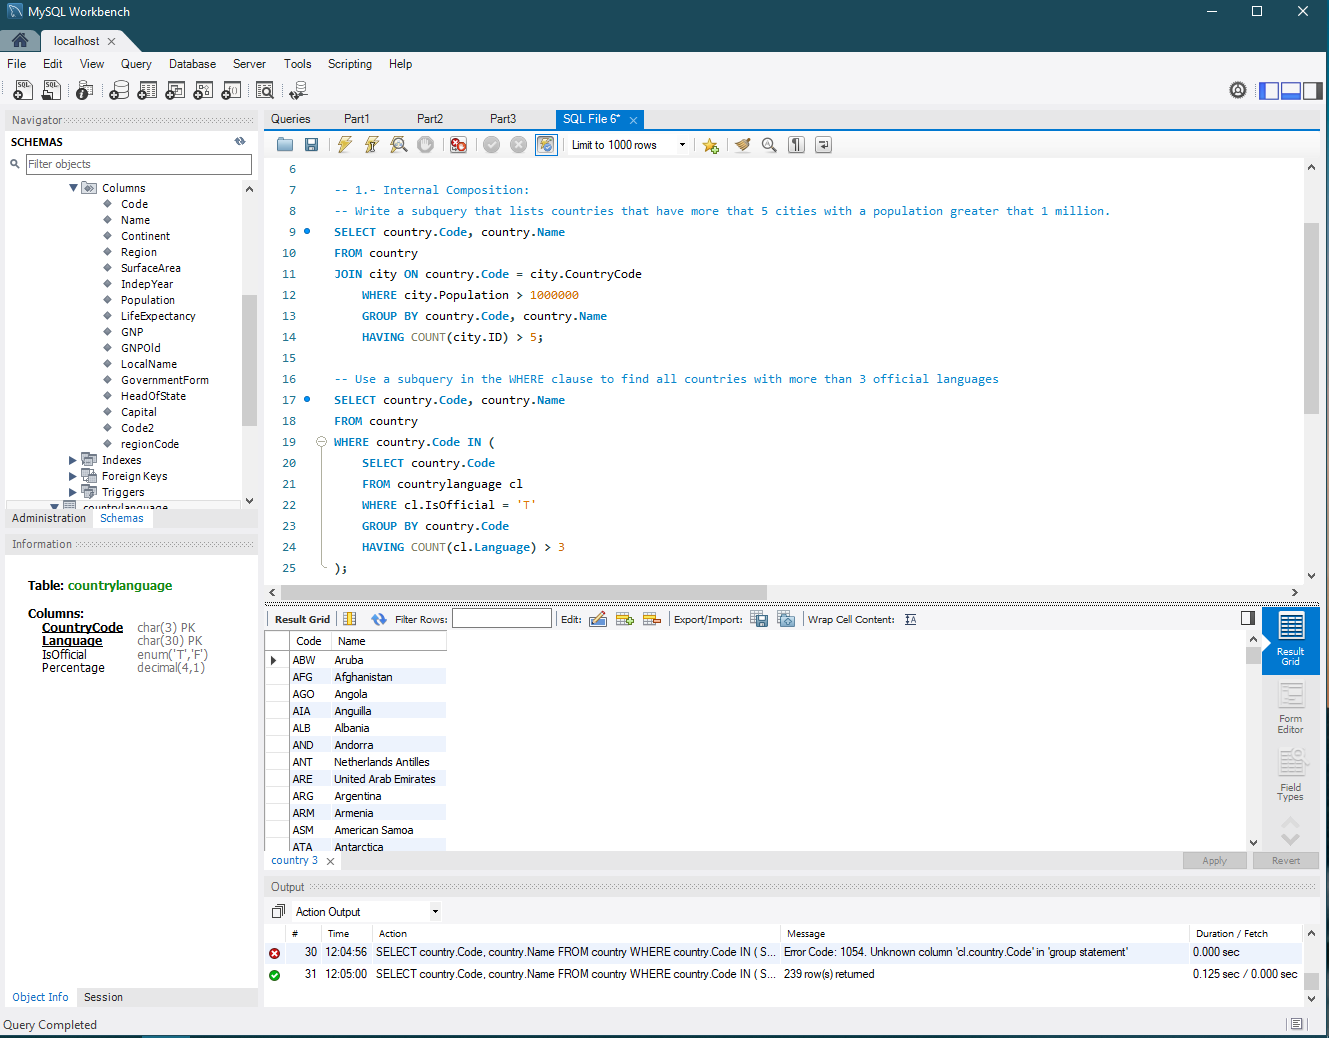 MySQL Workbench
localhost
File Edit View Query Database Server Tools Scripting Help
Navigator
SCHEMAS
Filter objects
Columns
Code
Name
Continent
Region
SurfaceArea
IndepYear
Population
LifeExpectancy
GNP
GNPOld
LocalName
GovernmentForm
HeadOfState
Capital
Code2
regionCode
Indexes
Foreign Keys
Triggers
countrylanguage
Administration Schemas
Information
Table: countrylanguage
Columns:
CountryCode char(3) PK
Language char(30) PK
IsOfficial enum('T','F')
Percentage decimal(4,1)
Object Info Session
Queries Part1 Part2 Part3 SQL File 6*
Limit to 1000 rows
6
7 -- 1.- Internal Composition:
8 -- Write a subquery that lists countries that have more that 5 cities with a population greater that 1 million.
9 SELECT country.Code, country.Name
10 FROM country
11 JOIN city ON country.Code = city.CountryCode
12 WHERE city.Population > 1000000
13 GROUP BY country.Code, country.Name
14 HAVING COUNT(city.ID) > 5;
15
16 -- Use a subquery in the WHERE clause to find all countries with more than 3 official languages
17 SELECT country.Code, country.Name
18 FROM country
19 WHERE country.Code IN (
20 SELECT country.Code
21 FROM countrylanguage cl
22 WHERE cl.IsOfficial = 'T'
23 GROUP BY country.Code
24 HAVING COUNT(cl.Language) > 3
25 );
Result Grid Filter Rows: Edit: Export/Import: Wrap Cell Content:
Code Name
ABW Aruba
AFG Afghanistan
AGO Angola
AIA Anguilla
ALB Albania
AND Andorra
ANT Netherlands Antilles
ARE United Arab Emirates
ARG Argentina
ARM Armenia
ASM American Samoa
ATA Antarctica
Result
Grid
Form
Editor
Field
Types
country 3
Apply Revert
Output
Action Output
# Time Action Message Duration / Fetch
30 12:04:56 SELECT country.Code, country.Name FROM country WHERE country.Code IN ( S... Error Code: 1054. Unknown column 'cl.country.Code' in 'group statement' 0.000 sec
31 12:05:00 SELECT country.Code, country.Name FROM country WHERE country.Code IN ( S... 239 row(s) returned 0.125 sec / 0.000 sec
Query Completed